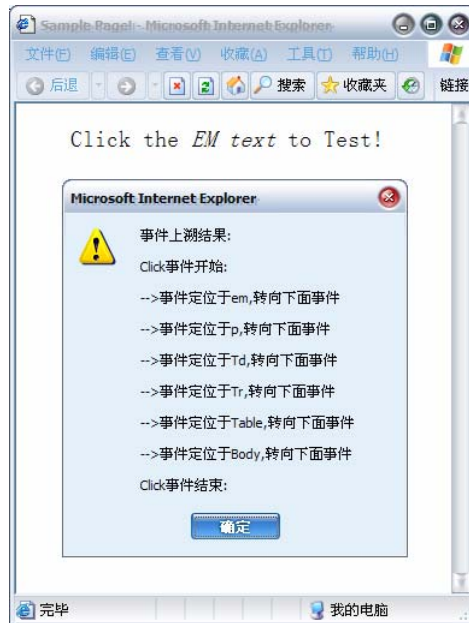 Sample Page! - Microsoft Internet Explorer
文件(F) 编辑(E) 查看(V) 收藏(A) 工具(T) 帮助(H)
后退 搜索 收藏夹 链接
Click the EM text to Test!
Microsoft Internet Explorer
事件上溯结果:
Click事件开始:
-->事件定位于em,转向下面事件
-->事件定位于p,转向下面事件
-->事件定位于Td,转向下面事件
-->事件定位于Tr,转向下面事件
-->事件定位于Table,转向下面事件
-->事件定位于Body,转向下面事件
Click事件结束:
确定
完毕 我的电脑